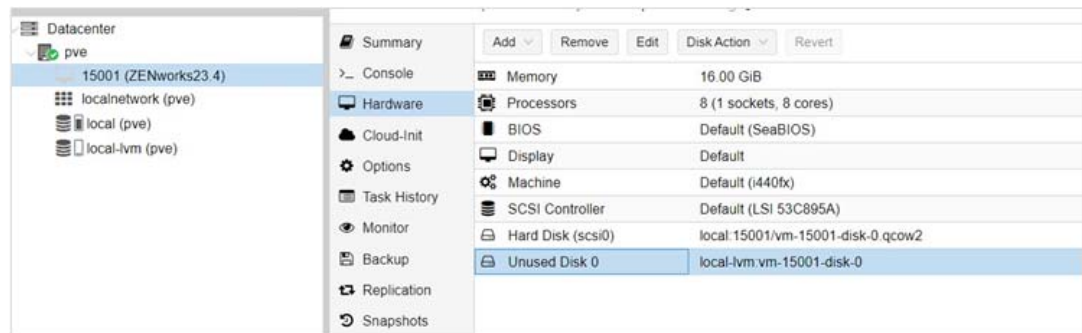 Datacenter
pve
15001 (ZENworks23.4)
localnetwork (pve)
local (pve)
local-lvm (pve)
Summary
>_ Console
Hardware
Cloud-Init
Options
Task History
Monitor
Backup
Replication
Snapshots
Add Remove Edit Disk Action Revert
Memory 16.00 GiB
Processors 8 (1 sockets, 8 cores)
BIOS Default (SeaBIOS)
Display Default
Machine Default (i440fx)
SCSI Controller Default (LSI 53C895A)
Hard Disk (scsi0) local:15001/vm-15001-disk-0.qcow2
Unused Disk 0 local-lvm:vm-15001-disk-0